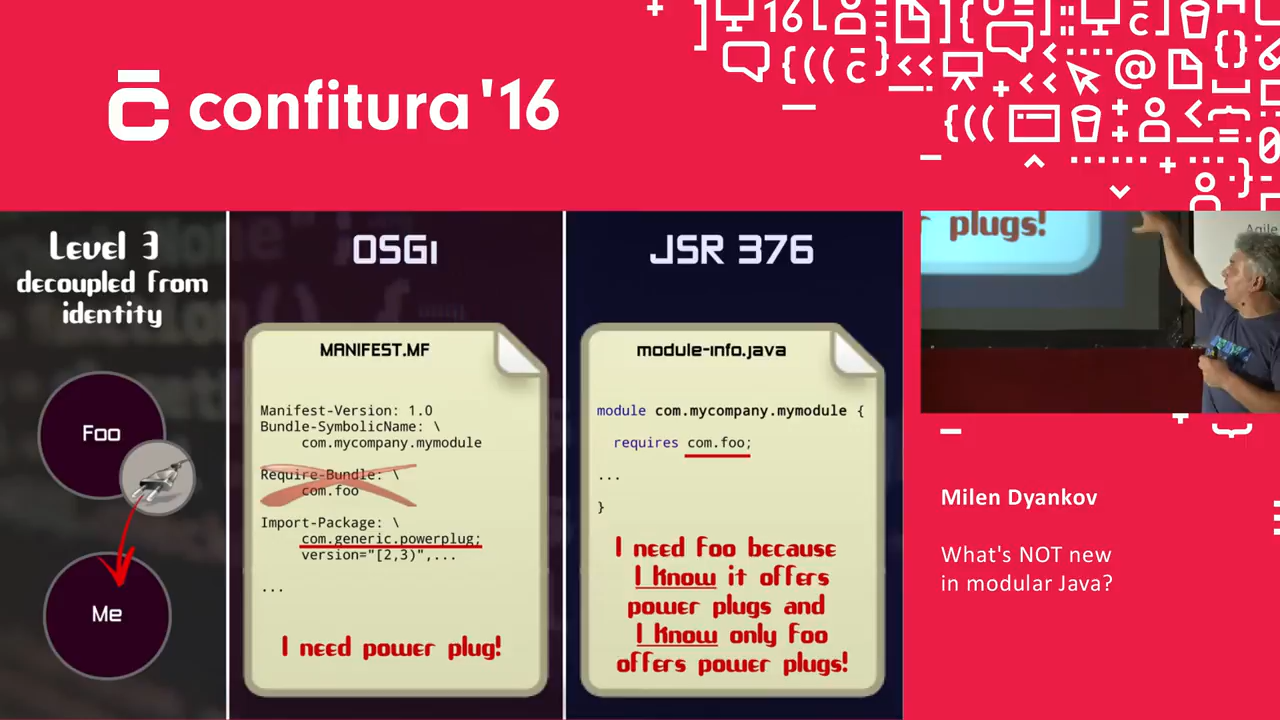 confitura '16
Level 3
decoupled from
identity
Foo
Me
OSGi
MANIFEST.MF
Manifest-Version: 1.0
Bundle-SymbolicName: \
com.mycompany.mymodule
Require-Bundle: \
com.foo
Import-Package: \
com.generic.powerplug;
version="[2,3)",...
...
I need power plug!
JSR 376
module-info.java
module com.mycompany.mymodule {
requires com.foo;
...
}
I need Foo because
I know it offers
power plugs and
I know only Foo
offers power plugs!
plugs!
Agile
Milen Dyankov
What's NOT new
in modular Java?